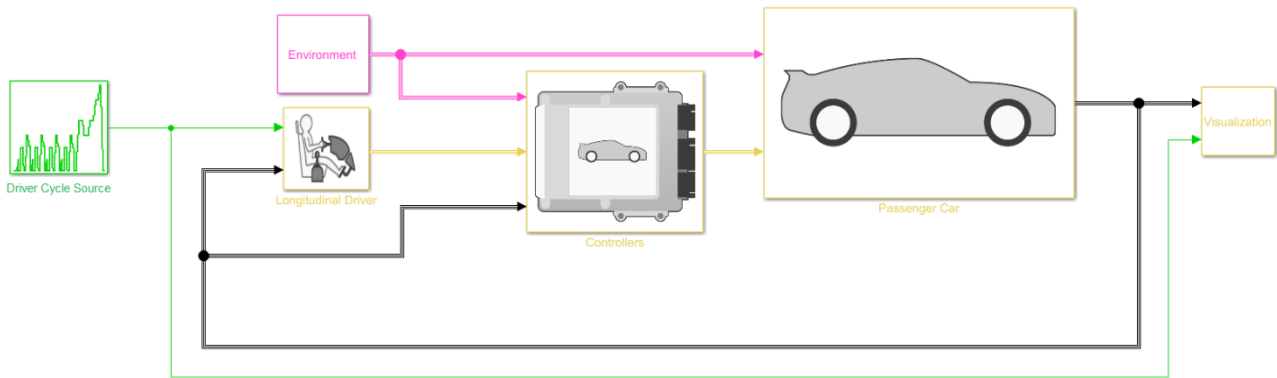 Environment
Driver Cycle Source
Longitudinal Driver
Controllers
Passenger Car
Visualization